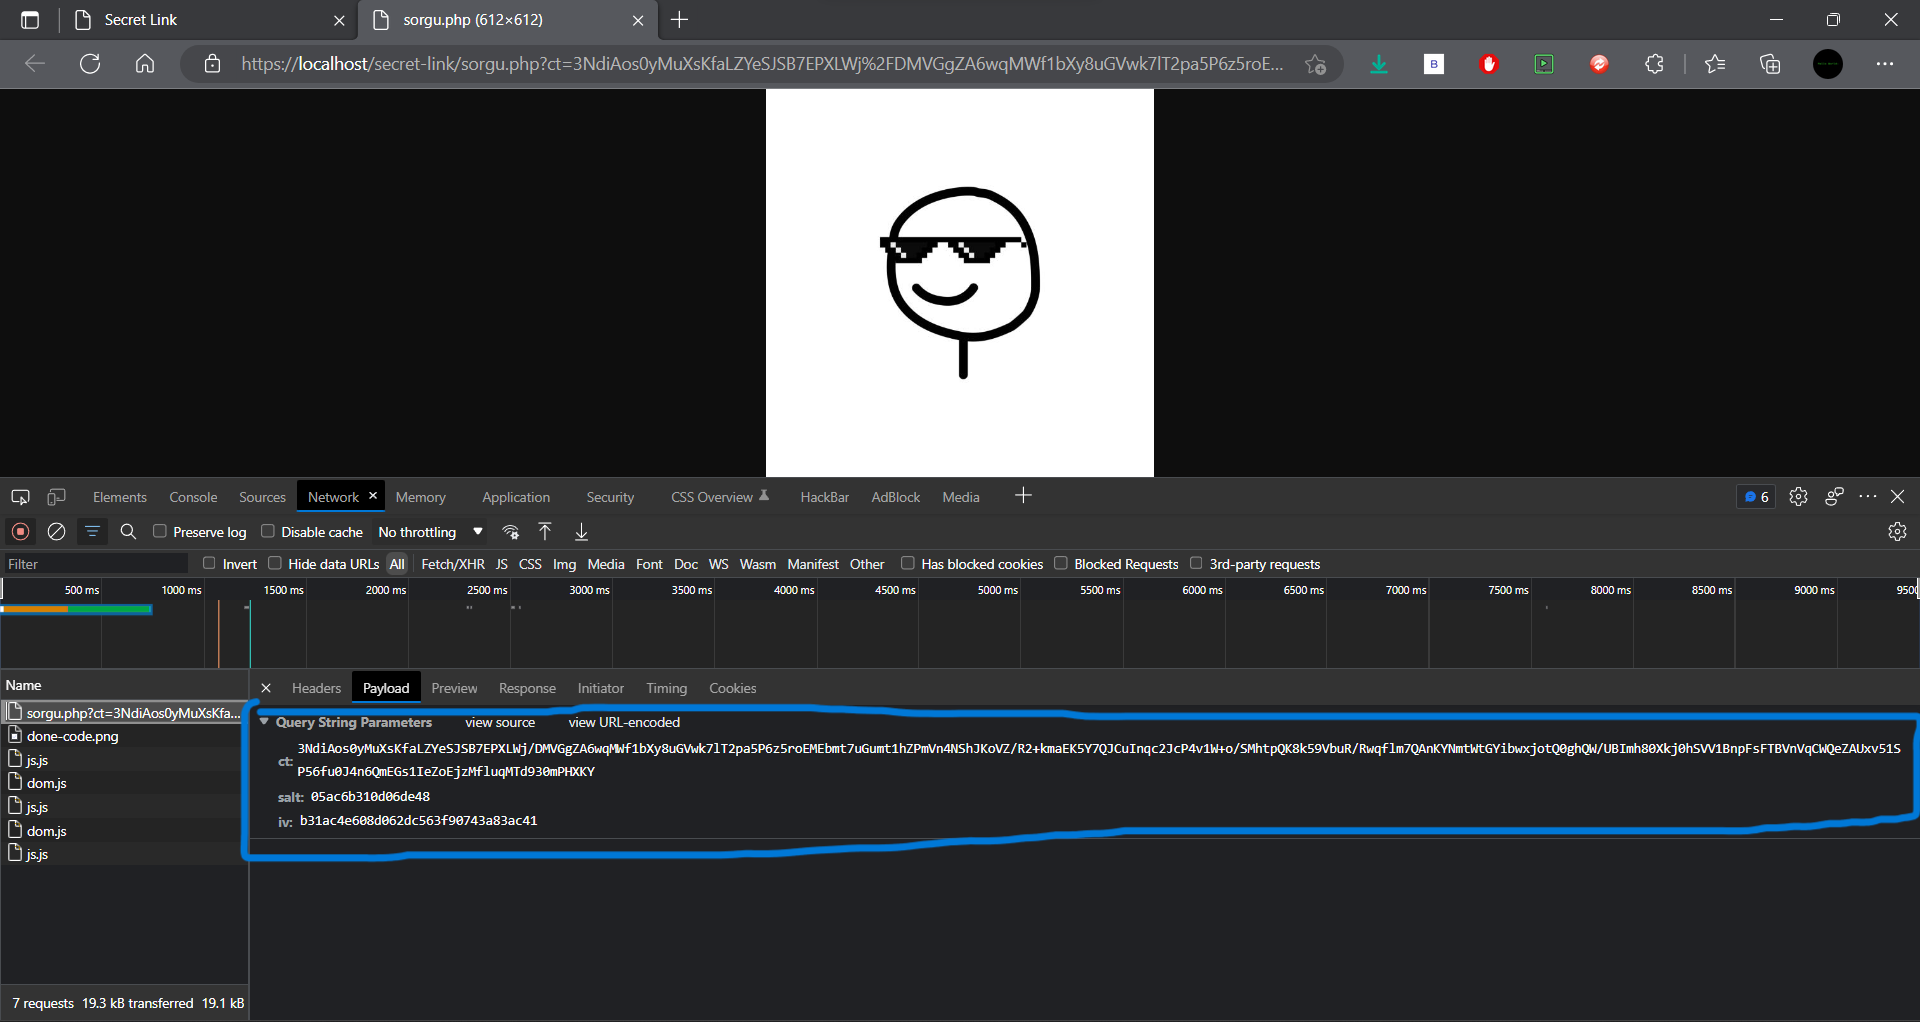 Secret Link
sorgu.php (612×612)
https://localhost/secret-link/sorgu.php?ct=3NdiAos0yMuXsKfaLZYeSJSB7EPXLWj%2FDMVGgZA6wqMWf1bXy8uGVwk7lT2pa5P6z5roE...
B
Elements Console Sources Network Memory Application Security CSS Overview HackBar AdBlock Media 6
Preserve log Disable cache No throttling
Filter Invert Hide data URLs All Fetch/XHR JS CSS Img Media Font Doc WS Wasm Manifest Other Has blocked cookies Blocked Requests 3rd-party requests
500 ms 1000 ms 1500 ms 2000 ms 2500 ms 3000 ms 3500 ms 4000 ms 4500 ms 5000 ms 5500 ms 6000 ms 6500 ms 7000 ms 7500 ms 8000 ms 8500 ms 9000 ms 9500
Name
Headers Payload Preview Response Initiator Timing Cookies
sorgu.php?ct=3NdiAos0yMuXsKfa...
done-code.png
js.js
dom.js
js.js
dom.js
js.js
Query String Parameters view source view URL-encoded
ct: 3NdiAos0yMuXsKfaLZYeSJSB7EPXLWj/DMVGgZA6wqMWf1bXy8uGVwk7lT2pa5P6z5roEMEbmt7uGumt1hZPmVn4NShJKoVZ/R2+kmaEK5Y7QJCuInqc2JcP4v1W+o/SMhtpQK8k59VbuR/Rwqflm7QAnKYNmtWtGYibwxjotQ0ghQW/UBImh80Xkj0hSVV1BnpFsFTBVnVqCWQeZAUxv51S
P56fu0J4n6QmEGs1IeZoEjzMfluqMTd930mPHXKY
salt: 05ac6b310d06de48
iv: b31ac4e608d062dc563f90743a83ac41
7 requests 19.3 kB transferred 19.1 kB